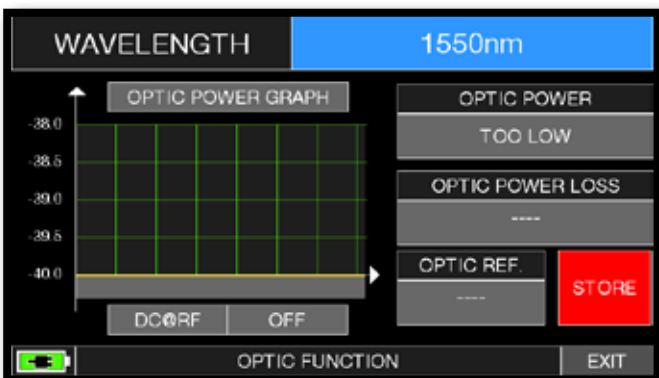 WAVELENGTH 1550nm
OPTIC POWER GRAPH
-38.0
-38.5
-39.0
-39.5
-40.0
DC@RF OFF
OPTIC POWER
TOO LOW
OPTIC POWER LOSS
----
OPTIC REF.
----
STORE
OPTIC FUNCTION EXIT